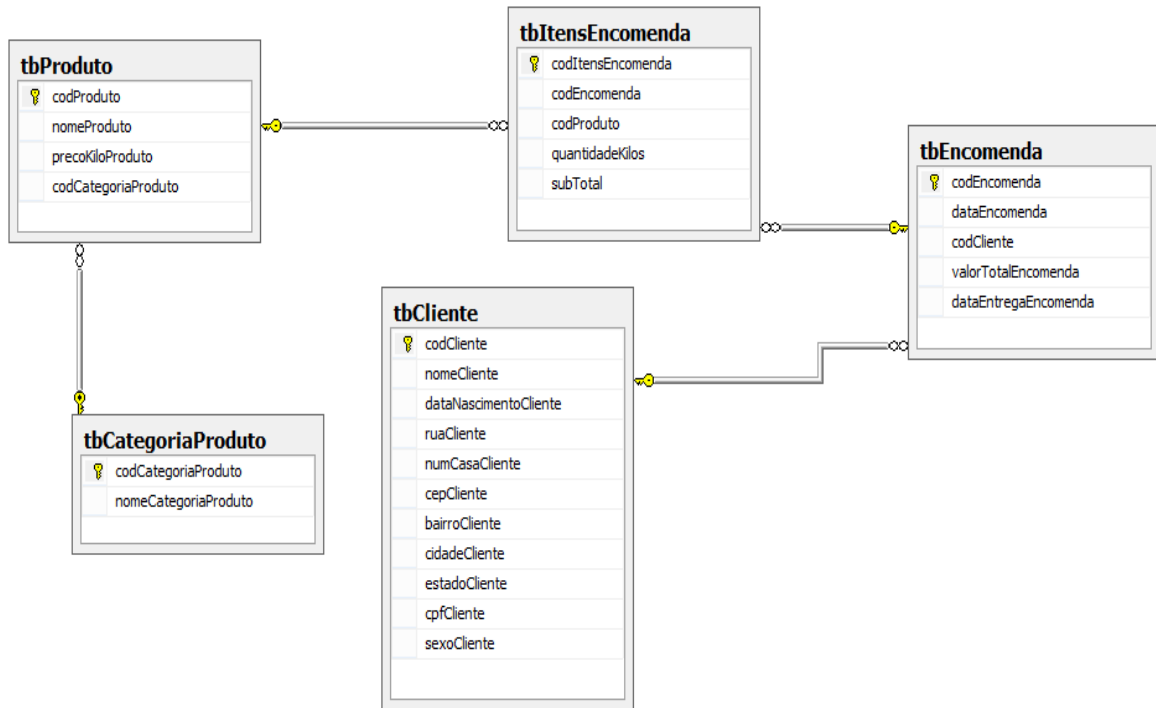 tbProduto
codProduto
nomeProduto
precoKiloProduto
codCategoriaProduto
tbItensEncomenda
codItensEncomenda
codEncomenda
codProduto
quantidadeKilos
subTotal
tbEncomenda
codEncomenda
dataEncomenda
codCliente
valorTotalEncomenda
dataEntregaEncomenda
tbCliente
codCliente
nomeCliente
dataNascimentoCliente
ruaCliente
numCasaCliente
cepCliente
bairroCliente
cidadeCliente
estadoCliente
cpfCliente
sexoCliente
tbCategoriaProduto
codCategoriaProduto
nomeCategoriaProduto